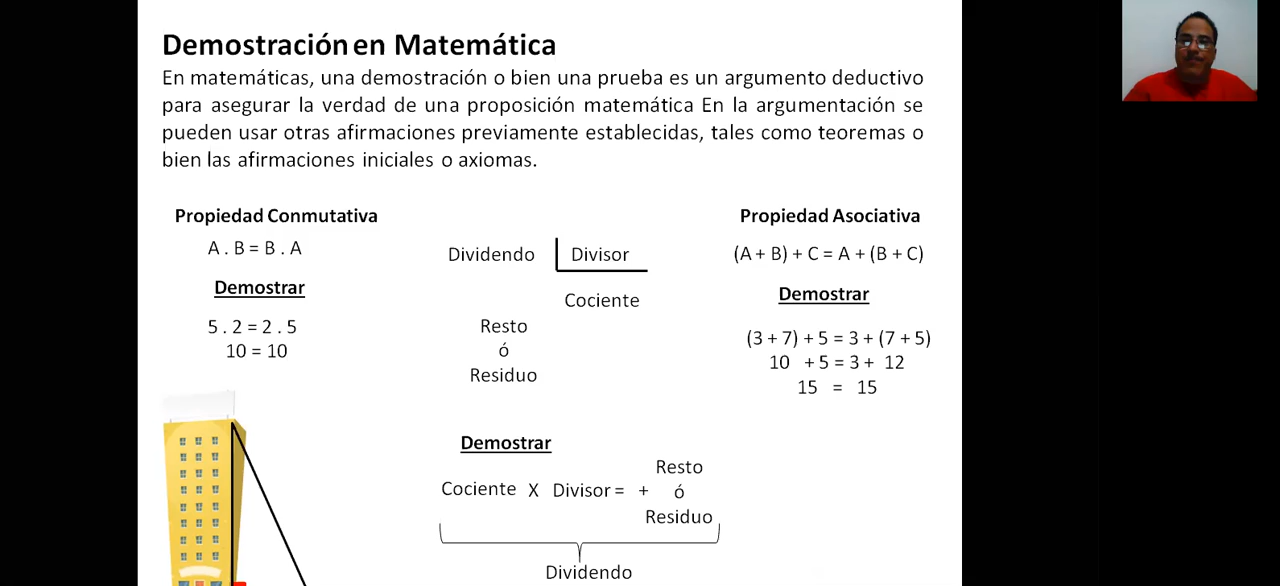 Demostración en Matemática
En matemáticas, una demostración o bien una prueba es un argumento deductivo
para asegurar la verdad de una proposición matemática En la argumentación se
pueden usar otras afirmaciones previamente establecidas, tales como teoremas o
bien las afirmaciones iniciales o axiomas.
Propiedad Conmutativa
A . B = B . A
Demostrar
5 . 2 = 2 . 5
10 = 10
Dividendo Divisor
Cociente
Resto
ó
Residuo
Propiedad Asociativa
(A + B) + C = A + (B + C)
Demostrar
(3 + 7) + 5 = 3 + (7 + 5)
10 + 5 = 3 + 12
15 = 15
Demostrar
Resto
Cociente X Divisor = + ó
Residuo
Dividendo